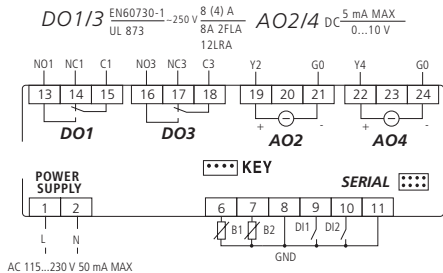 DO1/3 EN60730-1 UL 873 ~250 V 8 (4) A 8A 2FLA 12LRA AO2/4 DC 5 mA MAX 0...10 V
NO1 NC1 C1 NO3 NC3 C3 Y2 G0 Y4 G0
13 14 15 16 17 18 19 20 21 22 23 24
+ - + -
DO1 DO3 AO2 AO4
KEY
POWER SUPPLY
SERIAL
1 2 6 7 8 9 10 11
L N B1 B2 DI1 DI2
GND
AC 115...230 V 50 mA MAX